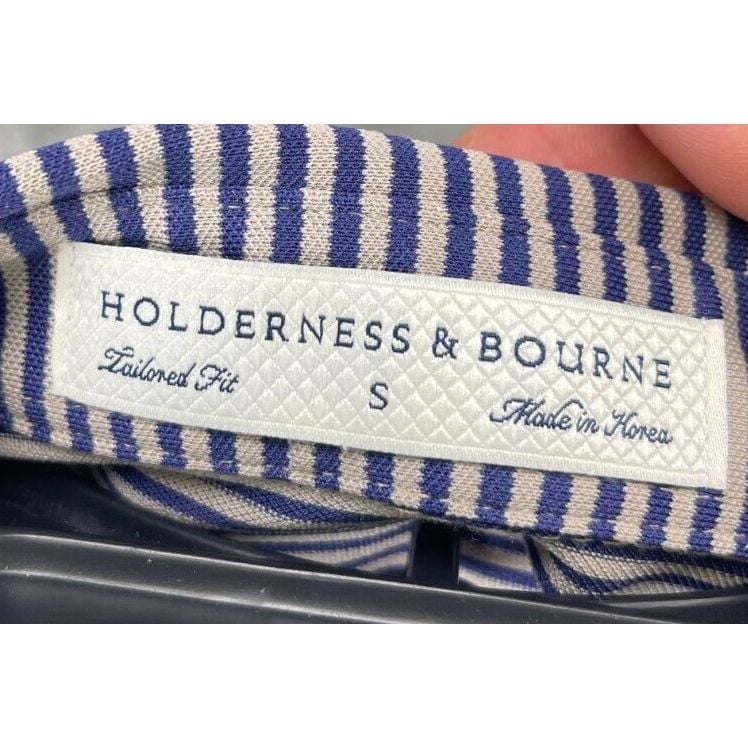 HOLDERNESS & BOURNE
Tailored Fit
S
Made in Korea